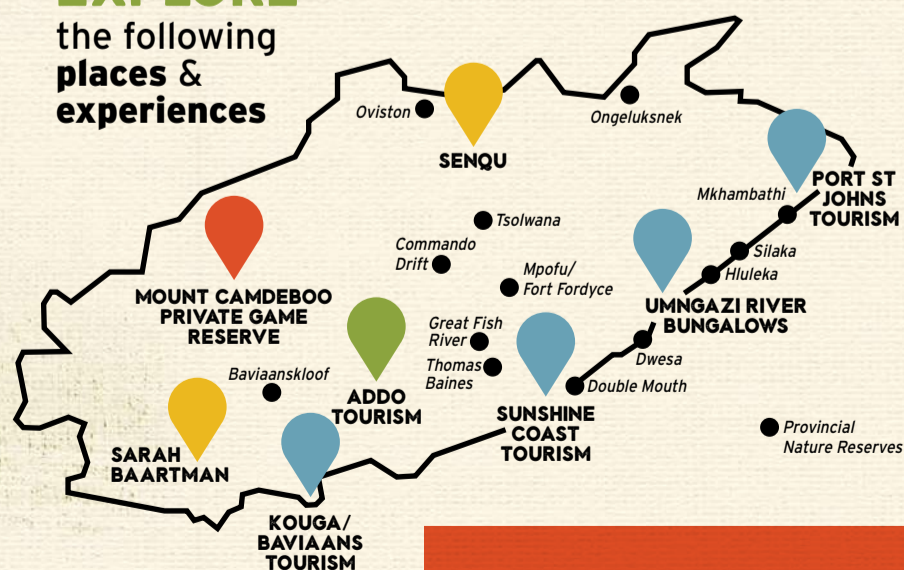 EXPLORE
the following
places &
experiences
Oviston
Ongeluksnek
SENQU
Mkhambathi
PORT ST
JOHNS
TOURISM
Tsolwana
Commando
Drift
Silaka
Mpofu/
Fort Fordyce
Hluleka
MOUNT CAMDEBOO
PRIVATE GAME
RESERVE
UMNGAZI RIVER
BUNGALOWS
Great Fish
River
Dwesa
Thomas
Baines
Baviaanskloof
Double Mouth
ADDO
TOURISM
SUNSHINE
COAST
TOURISM
Provincial
Nature Reserves
SARAH
BAARTMAN
KOUGA/
BAVIAANS
TOURISM